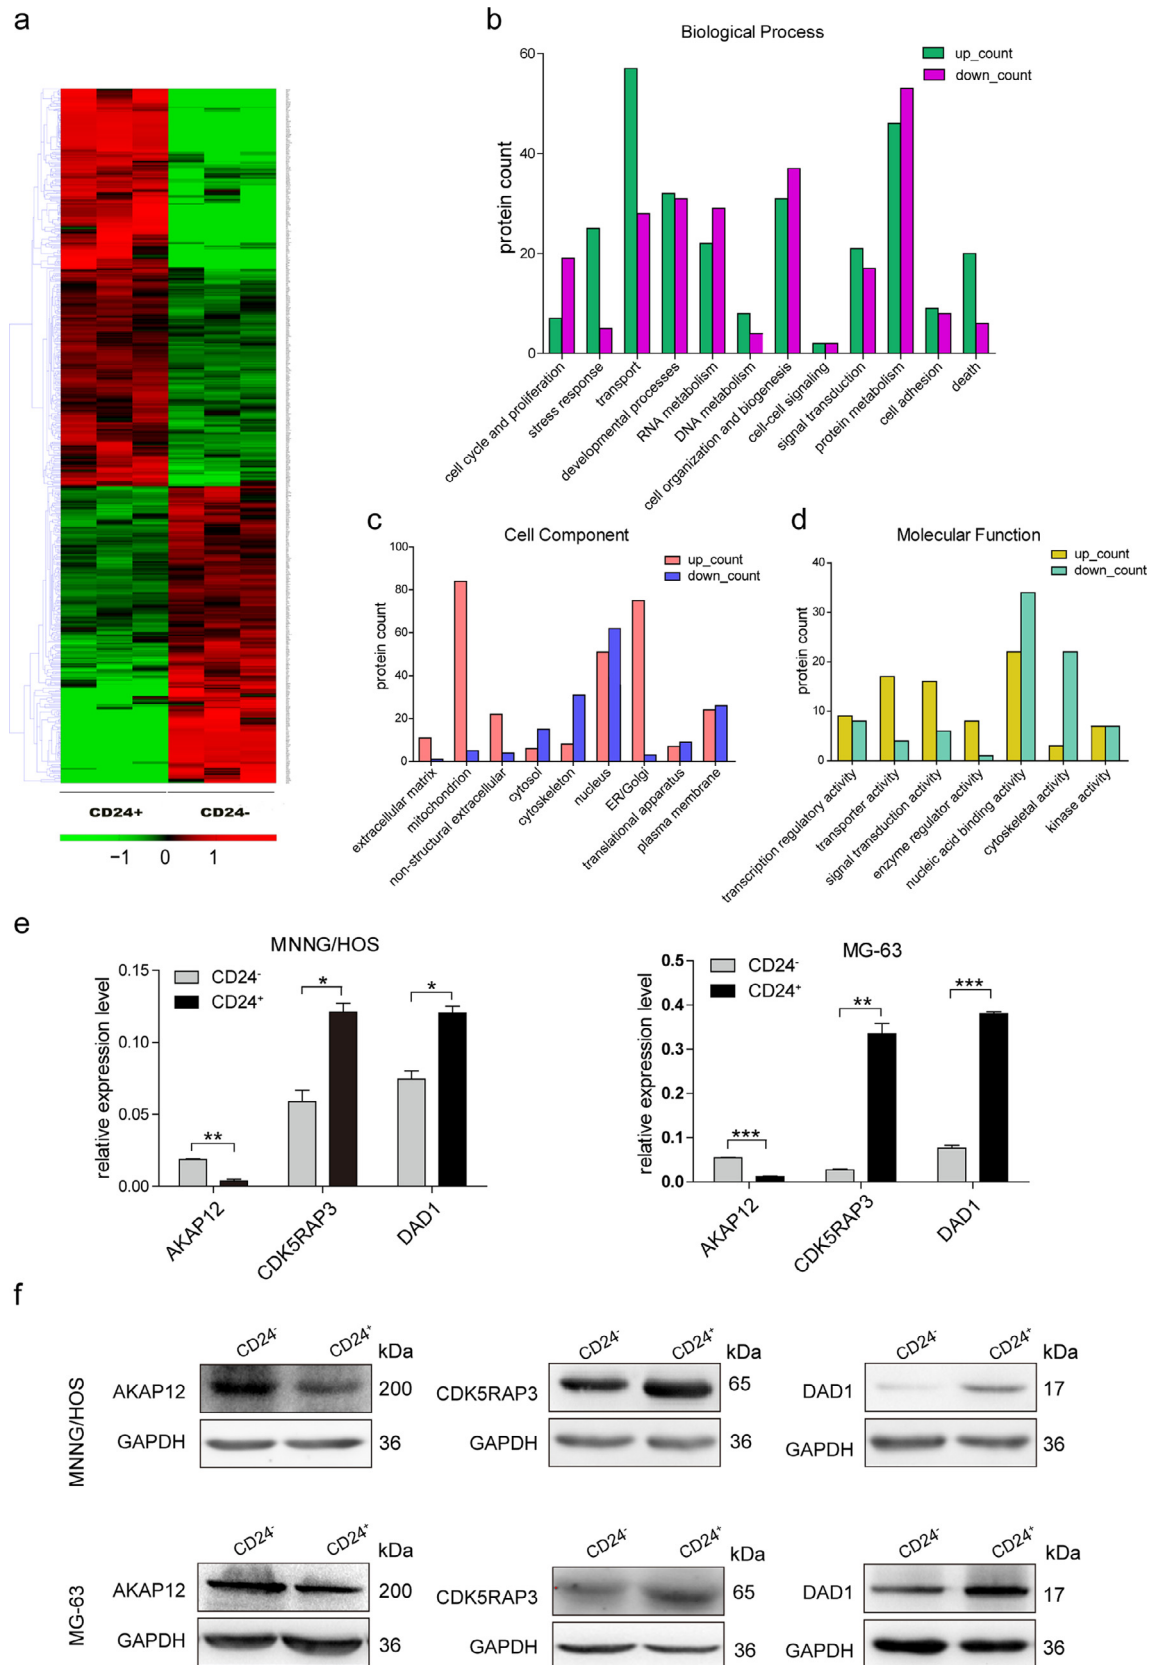 a
CD24+ CD24-
−1 0 1
b
Biological Process
up_count
down_count
protein count
60
40
20
0
cell cycle and proliferation
stress response
transport
developmental processes
RNA metabolism
DNA metabolism
cell organization and biogenesis
cell-cell signaling
signal transduction
protein metabolism
cell adhesion
death
c
Cell Component
up_count
down_count
protein count
100
80
60
40
20
0
extracellular matrix
mitochondrion
non-structural extracellular
cytosol
cytoskeleton
nucleus
ER/Golgi
translational apparatus
plasma membrane
d
Molecular Function
up_count
down_count
protein count
40
30
20
10
0
transcription regulatory activity
transporter activity
signal transduction activity
enzyme regulator activity
nucleic acid binding activity
cytoskeletal activity
kinase activity
e
MNNG/HOS
CD24-
CD24+
relative expression level
0.15
0.10
0.05
0.00
**
*
*
AKAP12
CDK5RAP3
DAD1
MG-63
CD24-
CD24+
relative expression level
0.5
0.4
0.3
0.2
0.1
0.0
***
**
***
AKAP12
CDK5RAP3
DAD1
f
MNNG/HOS
CD24- CD24+ kDa
AKAP12 200
GAPDH 36
CD24- CD24+ kDa
CDK5RAP3 65
GAPDH 36
CD24- CD24+ kDa
DAD1 17
GAPDH 36
MG-63
CD24- CD24+ kDa
AKAP12 200
GAPDH 36
CD24- CD24+ kDa
CDK5RAP3 65
GAPDH 36
CD24- CD24+ kDa
DAD1 17
GAPDH 36